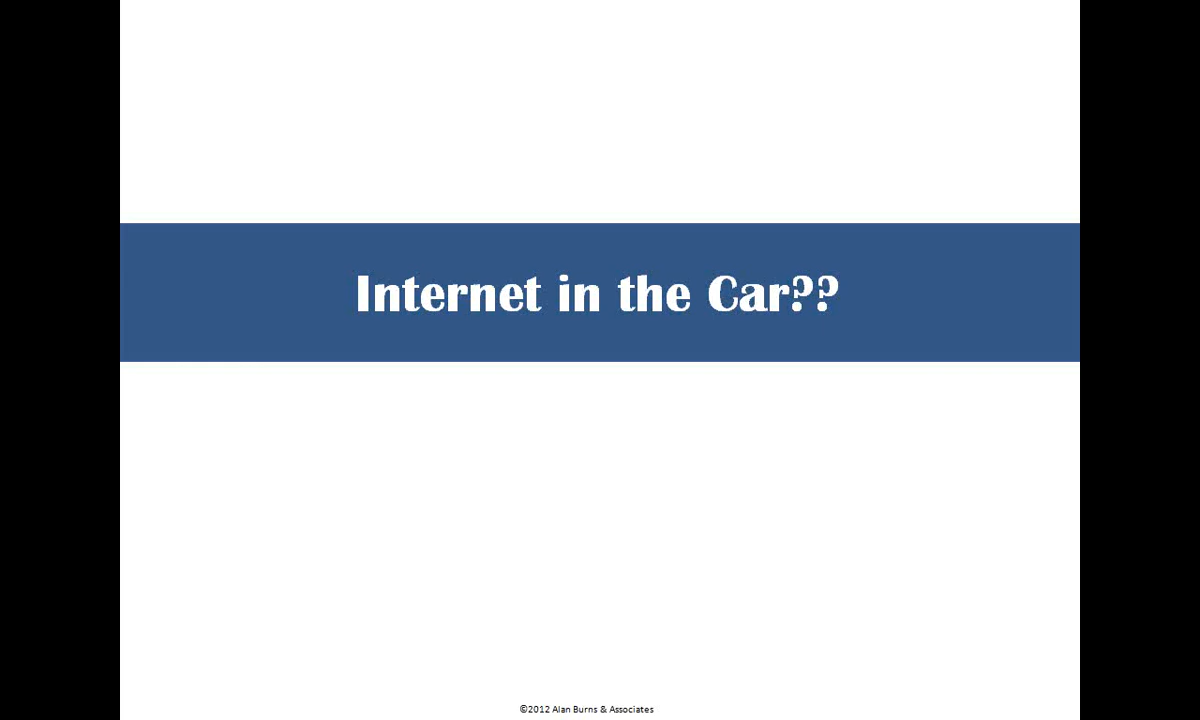 Internet in the Car??
©2012 Alan Burns & Associates